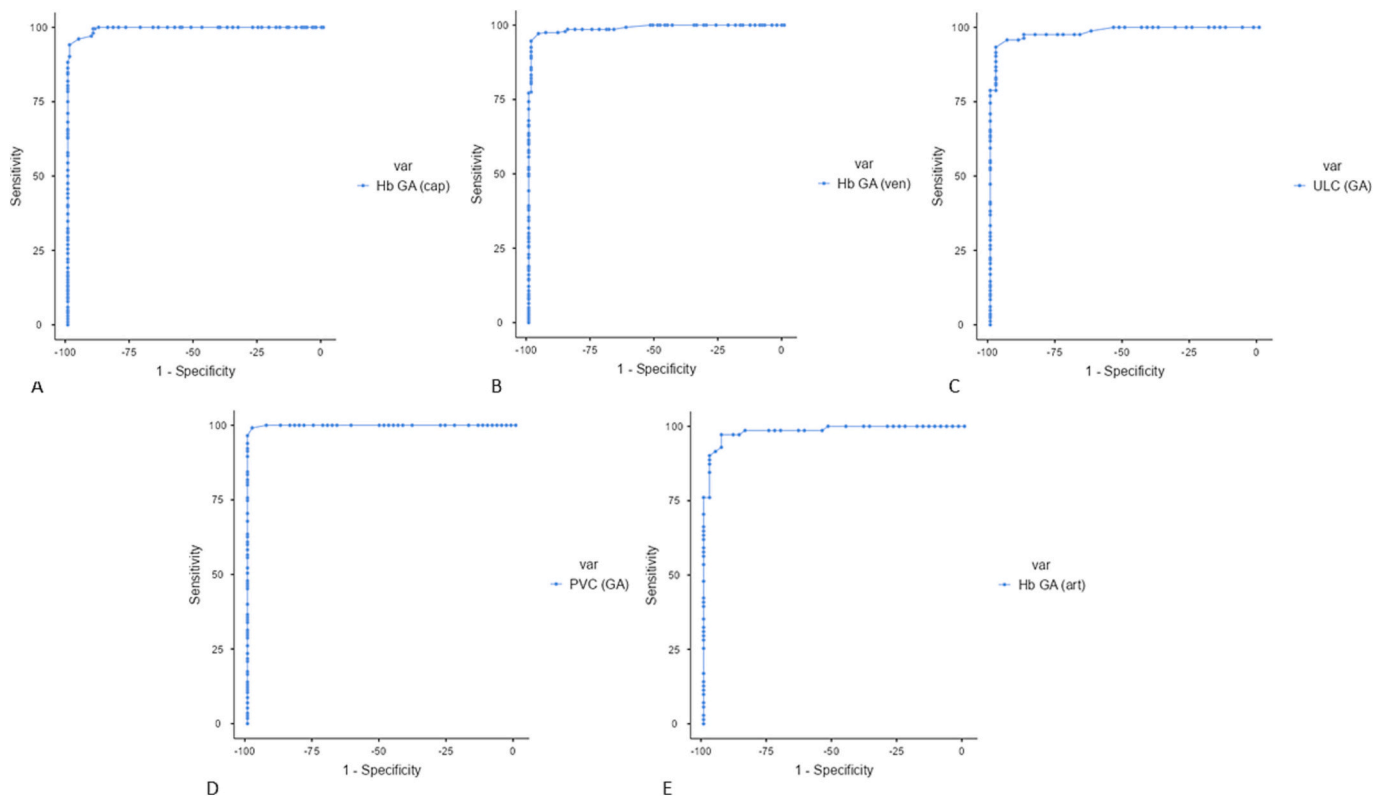 100
75
50
25
0
Sensitivity
-100 -75 -50 -25 0
1 - Specificity
var
Hb GA (cap)
A
100
75
50
25
0
Sensitivity
-100 -75 -50 -25 0
1 - Specificity
var
Hb GA (ven)
B
100
75
50
25
0
Sensitivity
-100 -75 -50 -25 0
1 - Specificity
var
ULC (GA)
C
100
75
50
25
0
Sensitivity
-100 -75 -50 -25 0
1 - Specificity
var
PVC (GA)
D
100
75
50
25
0
Sensitivity
-100 -75 -50 -25 0
1 - Specificity
var
Hb GA (art)
E